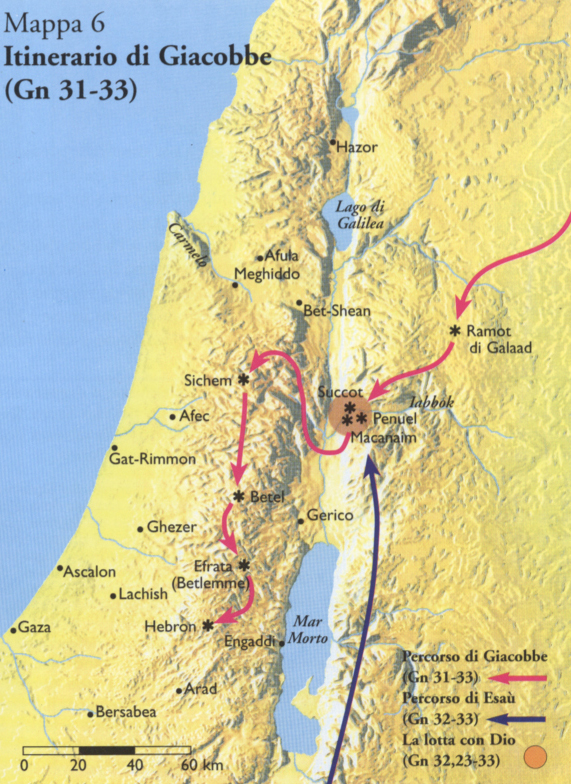 Mappa 6
Itinerario di Giacobbe
(Gn 31-33)
Hazor
Lago di
Galilea
Carmelo
Afula
Meghiddo
Bet-Shean
Ramot
di Galaad
Sichem
Succot
Iabbok
Penuel
Macanaim
Afec
Gat-Rimmon
Betel
Ghezer
Gerico
Efrata
(Betlemme)
Ascalon
Lachish
Hebron
Gaza
Mar
Morto
Engaddi
Arad
Bersabea
Percorso di Giacobbe
(Gn 31-33)
Percorso di Esaù
(Gn 32-33)
La lotta con Dio
(Gn 32,23-33)
0 20 40 60 km